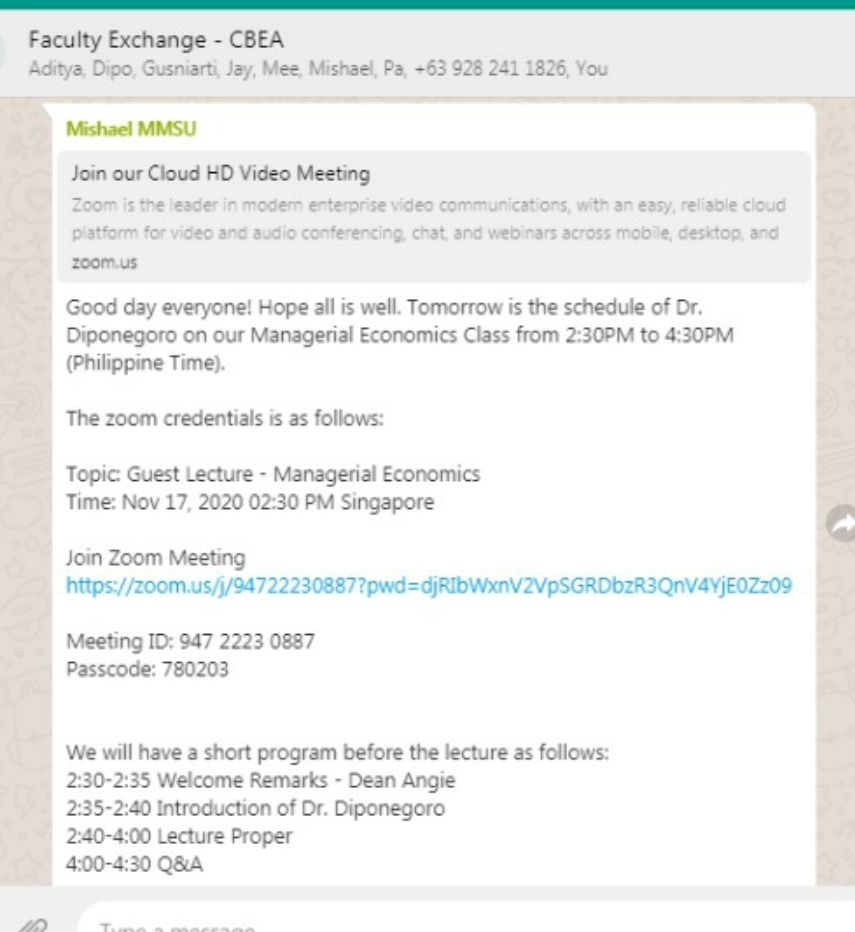 Faculty Exchange - CBEA
Aditya, Dipo, Gusniarti, Jay, Mee, Mishael, Pa, +63 928 241 1826, You
Mishael MMSU
Join our Cloud HD Video Meeting
Zoom is the leader in modern enterprise video communications, with an easy, reliable cloud
platform for video and audio conferencing, chat, and webinars across mobile, desktop, and
zoom.us
Good day everyone! Hope all is well. Tomorrow is the schedule of Dr.
Diponegoro on our Managerial Economics Class from 2:30PM to 4:30PM
(Philippine Time).
The zoom credentials is as follows:
Topic: Guest Lecture - Managerial Economics
Time: Nov 17, 2020 02:30 PM Singapore
Join Zoom Meeting
https://zoom.us/j/94722230887?pwd=djRIbWxnV2VpSGRDbzR3QnV4YjE0Zz09
Meeting ID: 947 2223 0887
Passcode: 780203
We will have a short program before the lecture as follows:
2:30-2:35 Welcome Remarks - Dean Angie
2:35-2:40 Introduction of Dr. Diponegoro
2:40-4:00 Lecture Proper
4:00-4:30 Q&A
Type a message